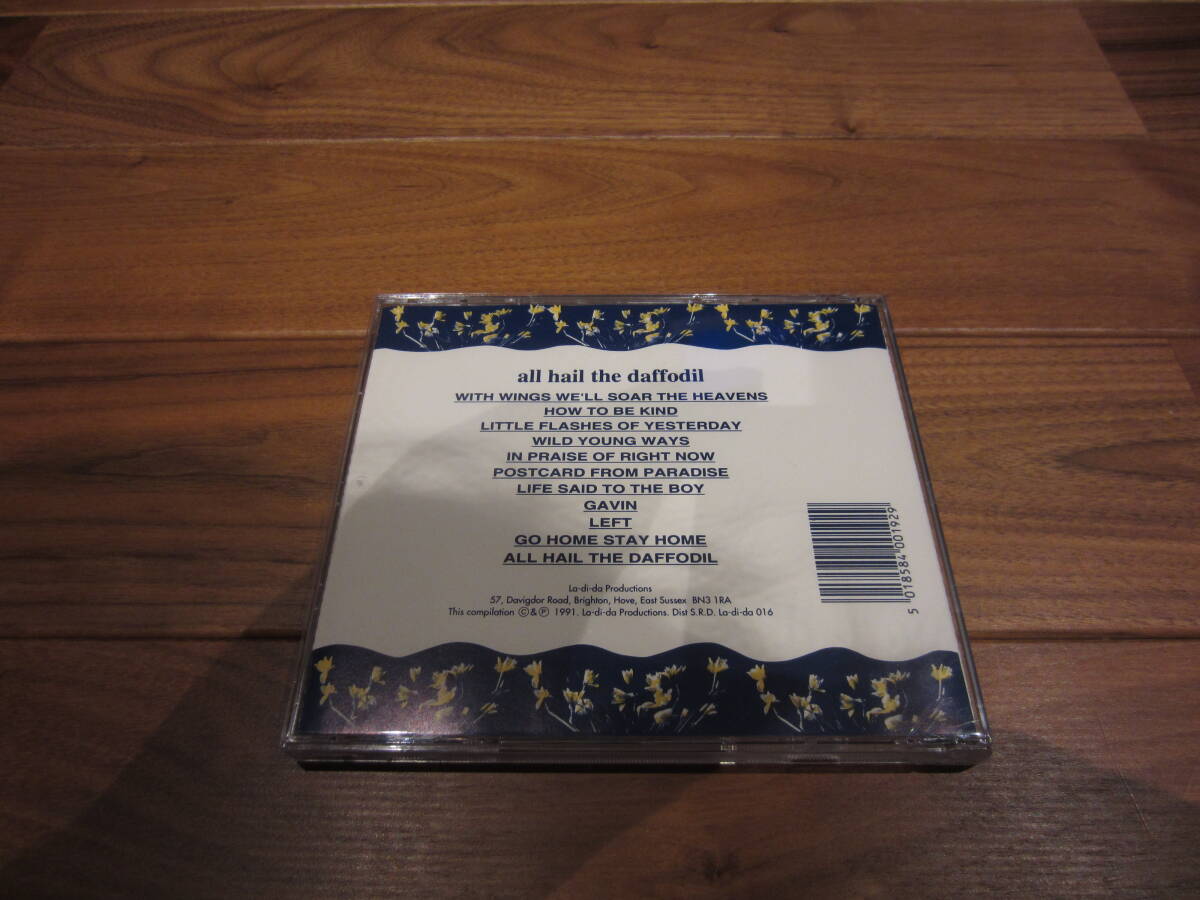 all hail the daffodil
WITH WINGS WE'LL SOAR THE HEAVENS
HOW TO BE KIND
LITTLE FLASHES OF YESTERDAY
WILD YOUNG WAYS
IN PRAISE OF RIGHT NOW
POSTCARD FROM PARADISE
LIFE SAID TO THE BOY
GAVIN
LEFT
GO HOME STAY HOME
ALL HAIL THE DAFFODIL
La-di-da Productions
57, Davigdor Road, Brighton, Hove, East Sussex BN3 1RA
This compilation ©&℗ 1991. La-di-da Productions. Dist S.R.D. La-di-da 016
5 018584 001929